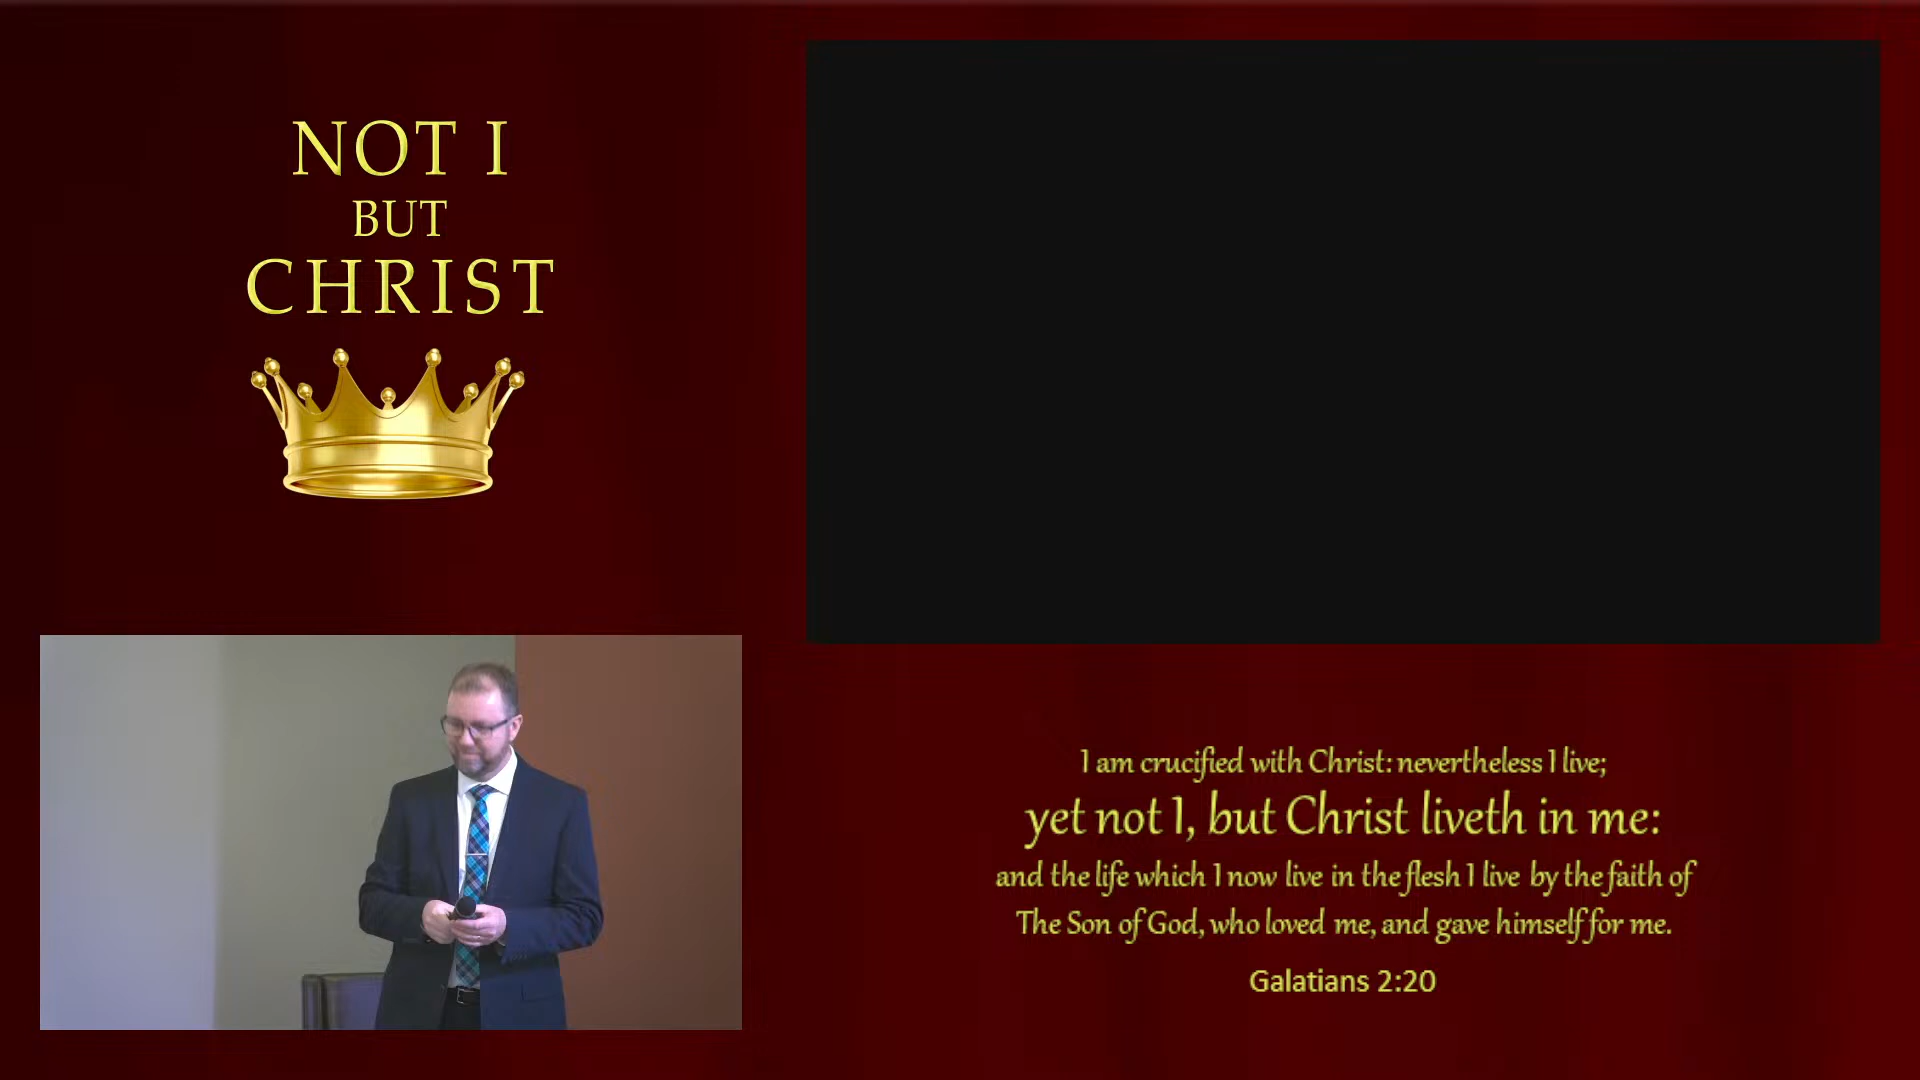 NOT I
BUT
CHRIST
I am crucified with Christ: nevertheless I live;
yet not I, but Christ liveth in me:
and the life which I now live in the flesh I live by the faith of
The Son of God, who loved me, and gave himself for me.
Galatians 2:20